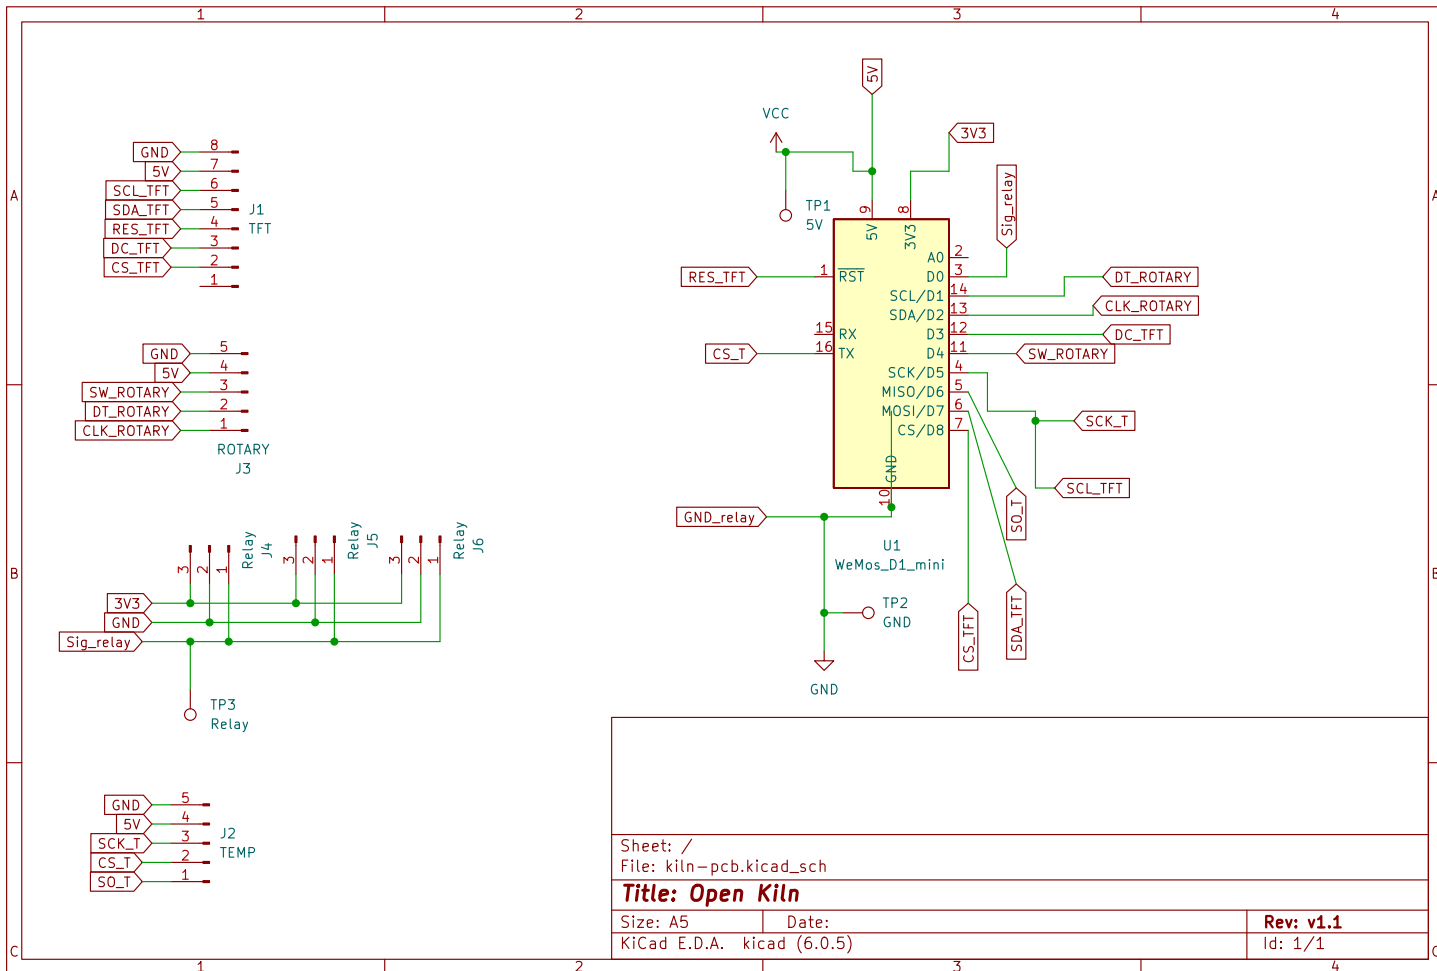 1 2 3 4
A A
B B
C C
GND 8
5V 7
SCL_TFT 6
SDA_TFT 5
RES_TFT 4
DC_TFT 3
CS_TFT 2
1
J1
TFT
GND 5
5V 4
SW_ROTARY 3
DT_ROTARY 2
CLK_ROTARY 1
ROTARY
J3
3 2 1 Relay J4
3 2 1 Relay J5
3 2 1 Relay J6
3V3
GND
Sig_relay
TP3
Relay
GND 5
5V 4
SCK_T 3
CS_T 2
SO_T 1
J2
TEMP
VCC
5V
3V3
Sig_relay
TP1
5V
9 8
5V 3V3
RES_TFT 1 RST
15 RX
CS_T 16 TX
A0 2
D0 3
SCL/D1 14 DT_ROTARY
SDA/D2 13 CLK_ROTARY
D3 12 DC_TFT
D4 11 SW_ROTARY
SCK/D5 4
MISO/D6 5
MOSI/D7 6
CS/D8 7
SCK_T
SCL_TFT
SO_T
SDA_TFT
CS_TFT
GND
10
GND_relay
U1
WeMos_D1_mini
TP2
GND
GND
Sheet: /
File: kiln-pcb.kicad_sch
Title: Open Kiln
Size: A5 Date: Rev: v1.1
KiCad E.D.A. kicad (6.0.5) Id: 1/1
1 2 3 4